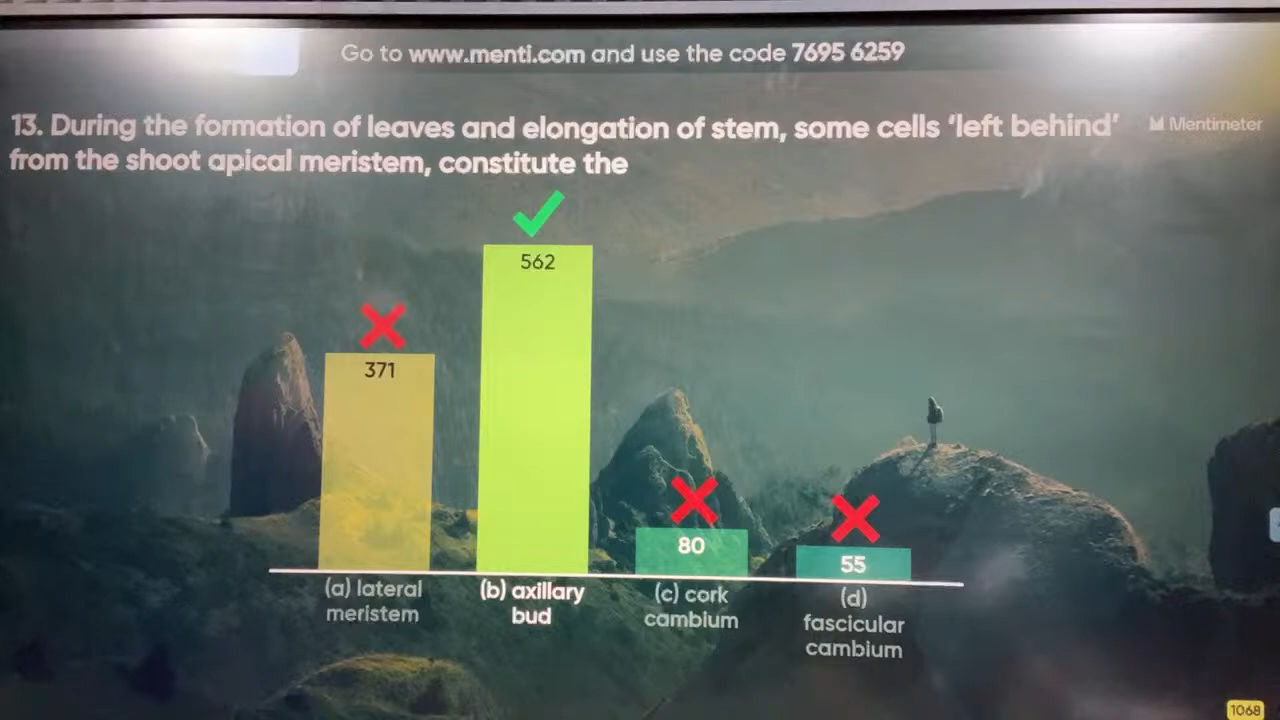 Go to www.menti.com and use the code 7695 6259
13. During the formation of leaves and elongation of stem, some cells ‘left behind’
from the shoot apical meristem, constitute the
Mentimeter
562
371
80
55
(a) lateral
meristem
(b) axillary
bud
(c) cork
cambium
(d)
fascicular
cambium
1068